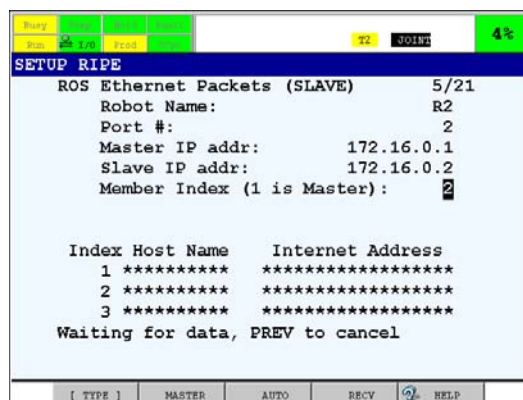 Busy
Run I/O Prod
T2 JOINT 4%
SETUP RIPE
ROS Ethernet Packets (SLAVE) 5/21
Robot Name: R2
Port #: 2
Master IP addr: 172.16.0.1
Slave IP addr: 172.16.0.2
Member Index (1 is Master): 2
Index Host Name Internet Address
1 ********** ******************
2 ********** ******************
3 ********** ******************
Waiting for data, PREV to cancel
[ TYPE ] MASTER AUTO RECV HELP